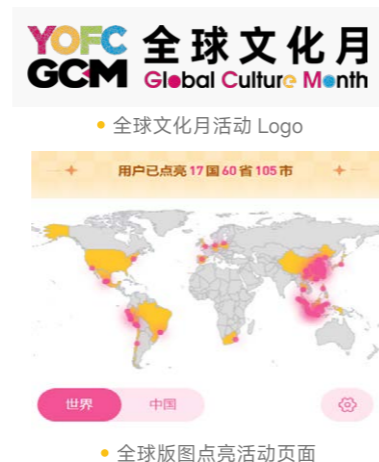 YOFC
GCM
全球文化月
Global Culture Month
全球文化月活动 Logo
用户已点亮 17 国 60 省 105 市
世界
中国
全球版图点亮活动页面